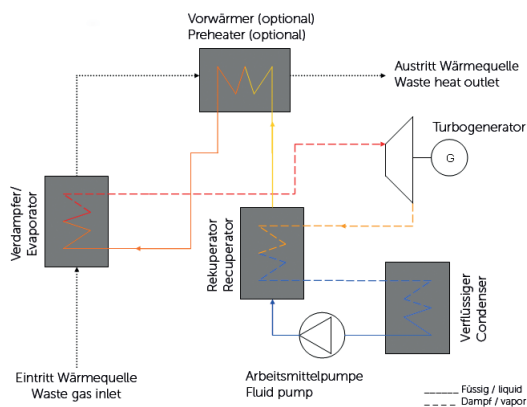 Vorwärmer (optional)
Preheater (optional)
Austritt Wärmequelle
Waste heat outlet
Turbogenerator
G
Verdampfer/
Evaporator
Rekuperator
Recuperator
Verflüssiger
Condenser
Eintritt Wärmequelle
Waste gas inlet
Arbeitsmittelpumpe
Fluid pump
Füssig / liquid
Dampf / vapor